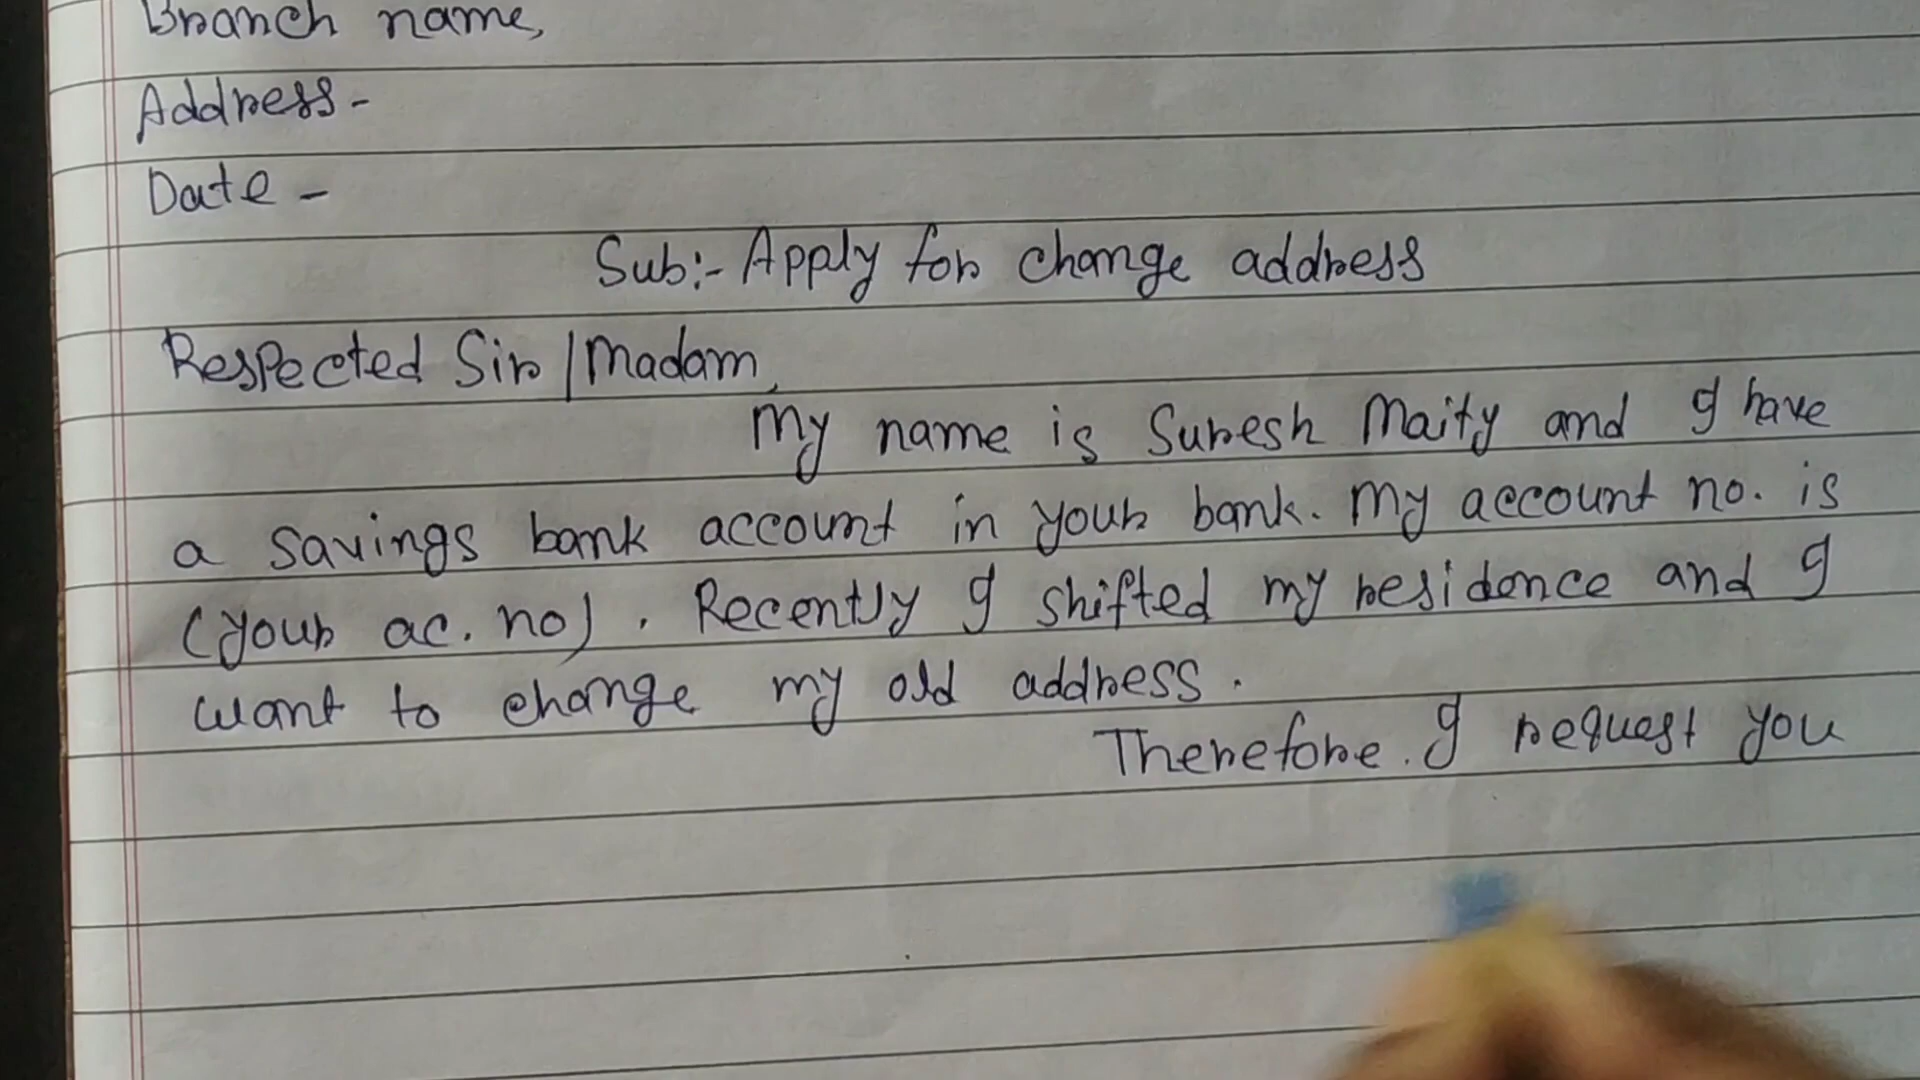 Branch name,
Address-
Date -
Sub:- Apply for change address
Respected Sir/Madam,
My name is Suresh Maity and I have
a savings bank account in your bank. My account no. is
(your ac. no). Recently I shifted my residence and I
want to change my old address.
Therefore. I request you